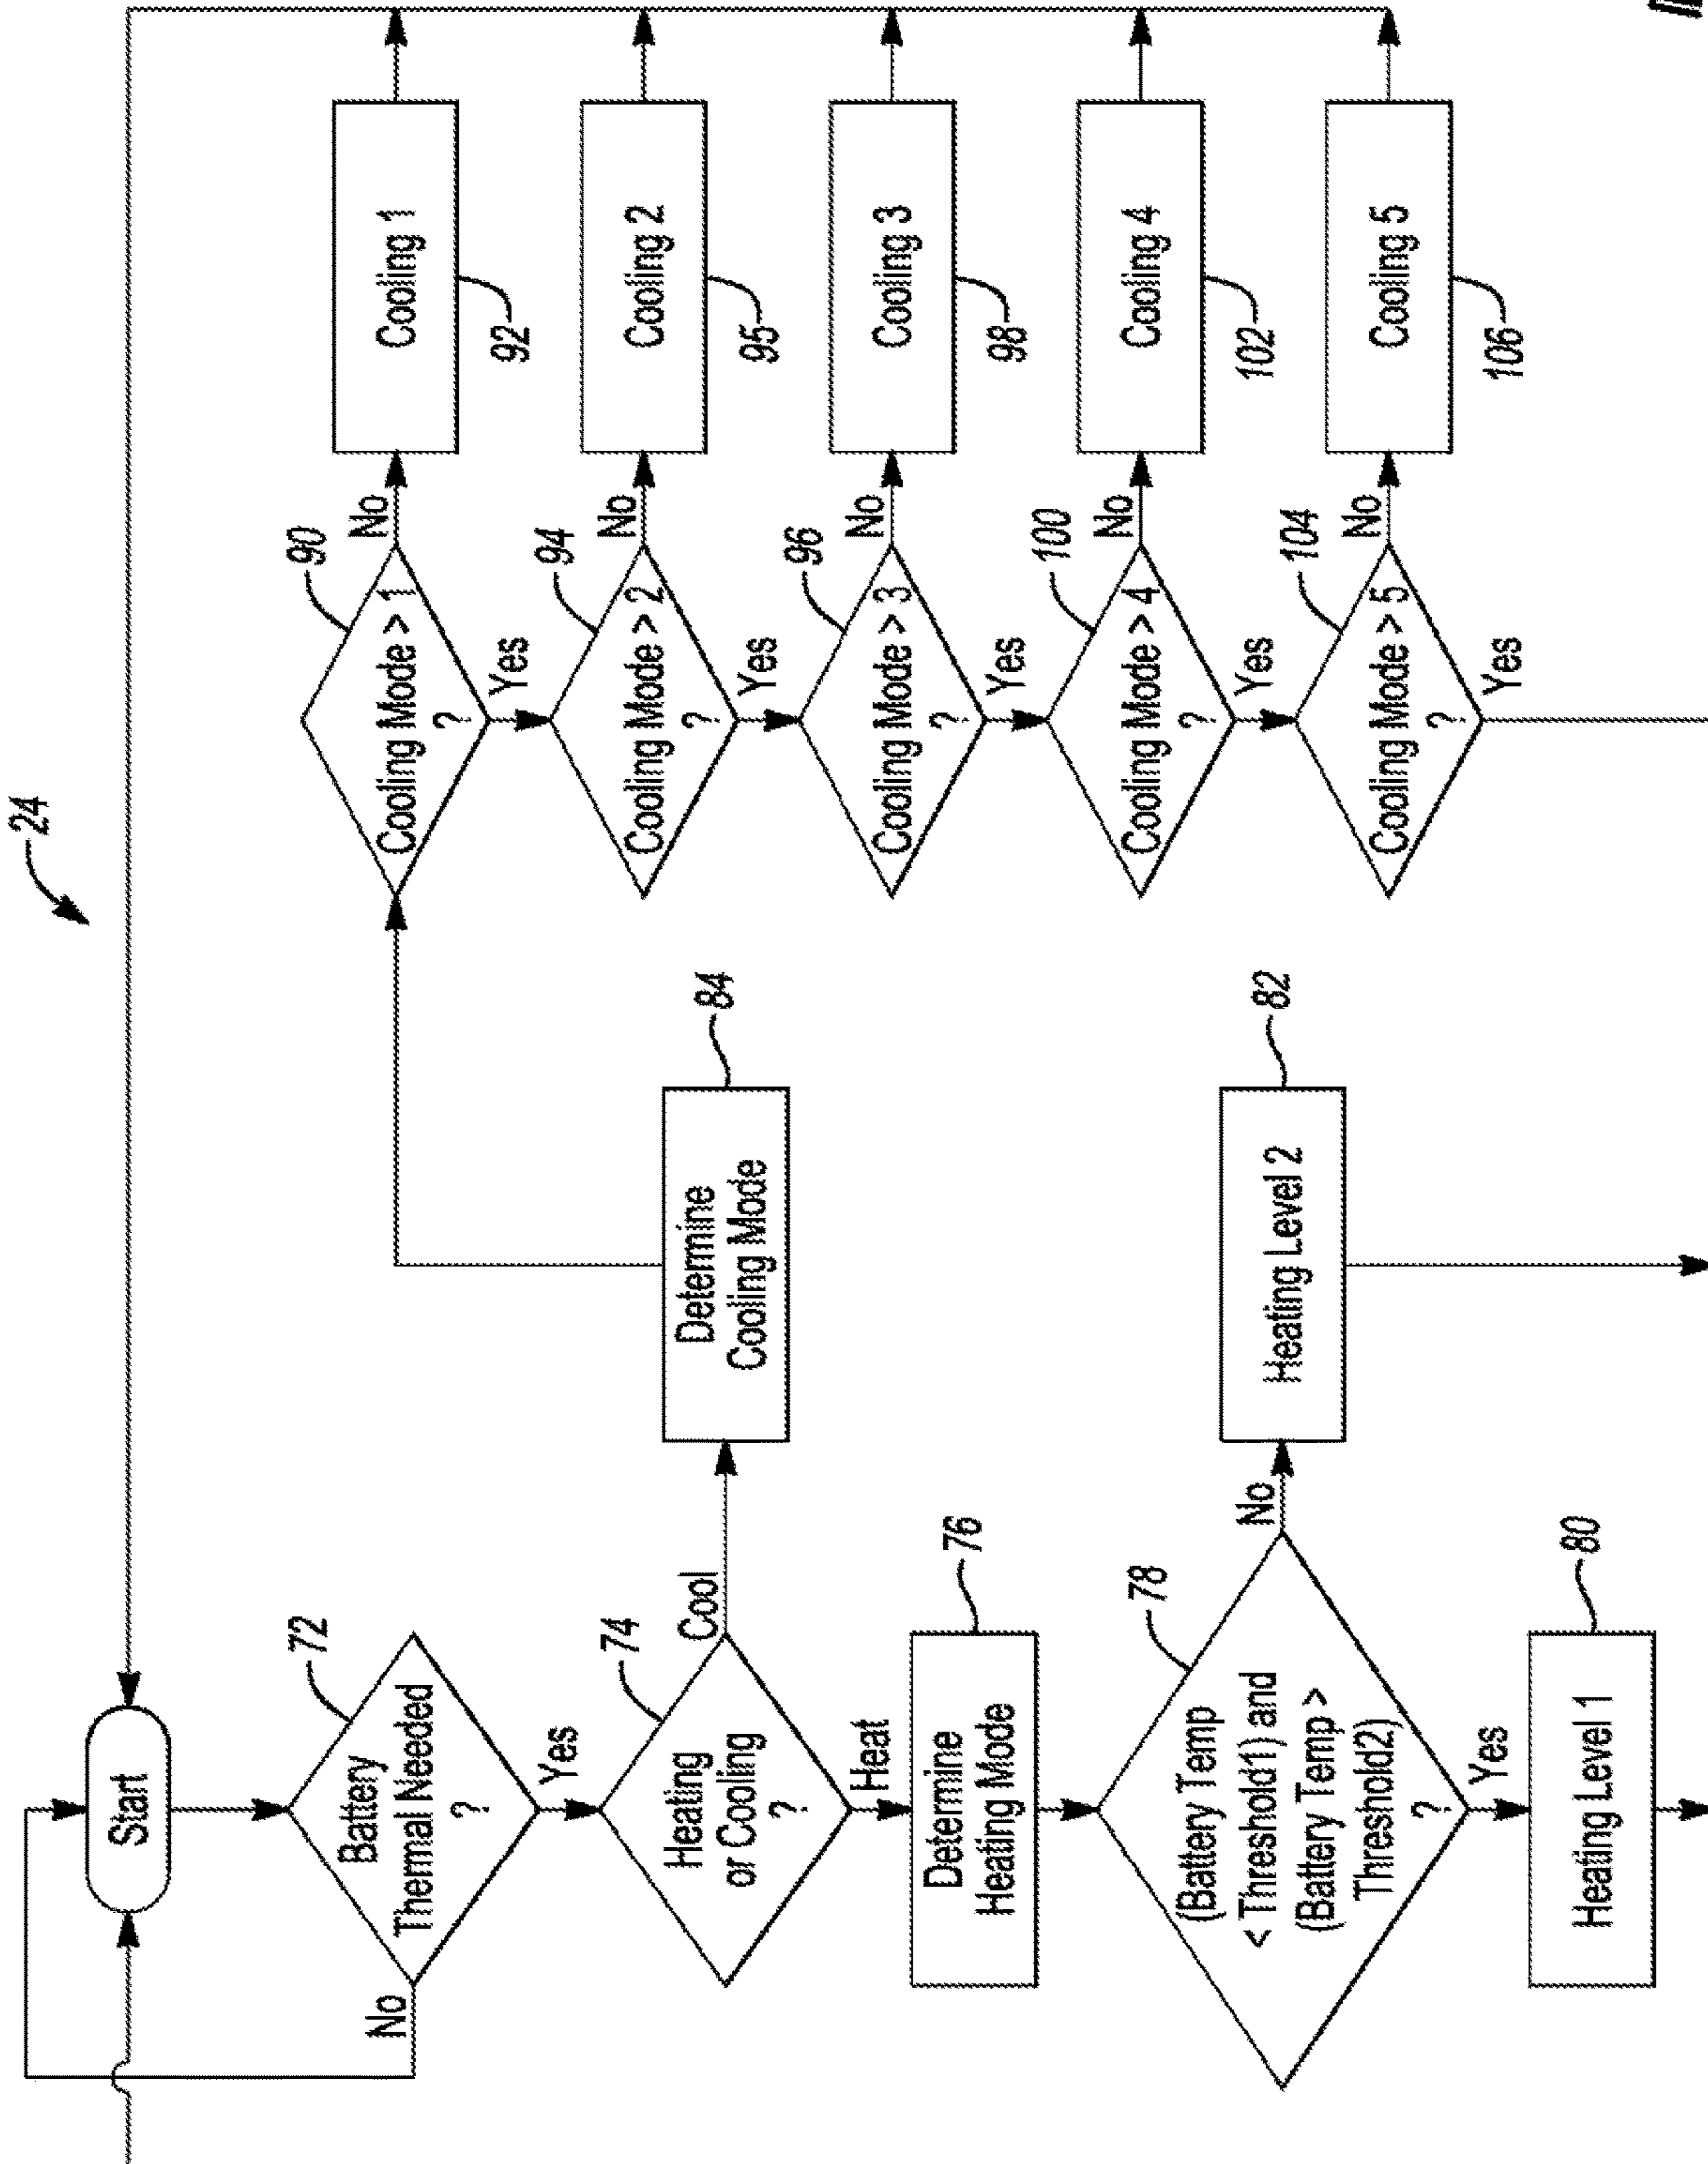 24
Start
72
Battery
Thermal Needed
?
No
Yes
74
Heating
or Cooling
?
Cool
Heat
84
Determine
Cooling Mode
76
Determine
Heating Mode
78
(Battery Temp
< Threshold1) and
(Battery Temp >
Threshold2)
?
No
Yes
82
Heating Level 2
80
Heating Level 1
90
Cooling Mode > 1
?
No
Yes
Cooling 1
92
94
Cooling Mode > 2
?
No
Yes
Cooling 2
95
96
Cooling Mode > 3
?
No
Yes
Cooling 3
98
100
Cooling Mode > 4
?
No
Yes
Cooling 4
102
104
Cooling Mode > 5
?
No
Yes
Cooling 5
106